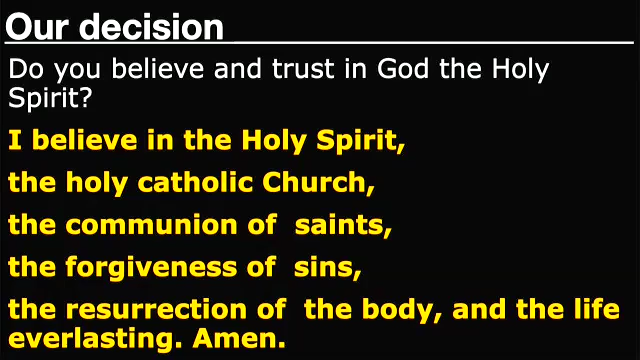 Our decision
Do you believe and trust in God the Holy
Spirit?
I believe in the Holy Spirit,
the holy catholic Church,
the communion of  saints,
the forgiveness of  sins,
the resurrection of  the body, and the life
everlasting. Amen.